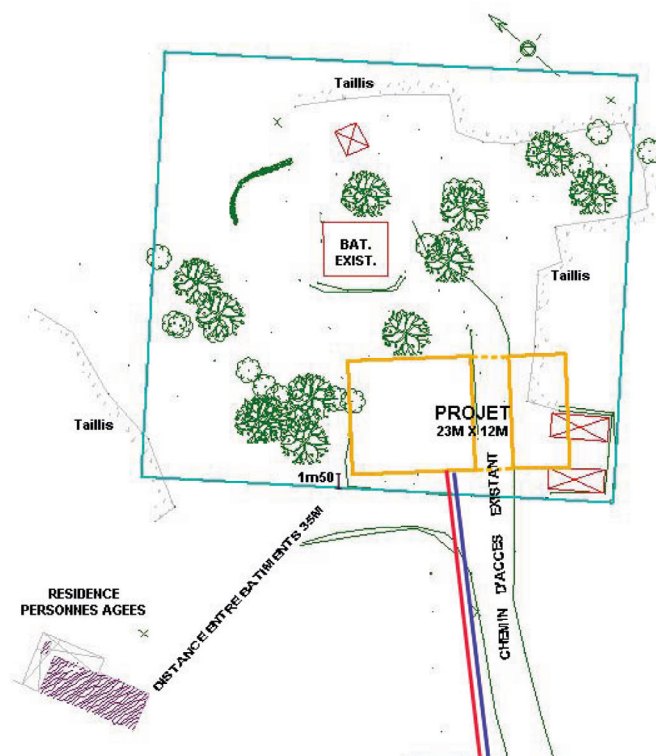 Taillis
BAT.
EXIST.
Taillis
PROJET
23M X 12M
Taillis
1m50
CHEMIN D'ACCES EXISTANT
DISTANCE ENTRE BATIMENTS 35M
RESIDENCE
PERSONNES AGEES